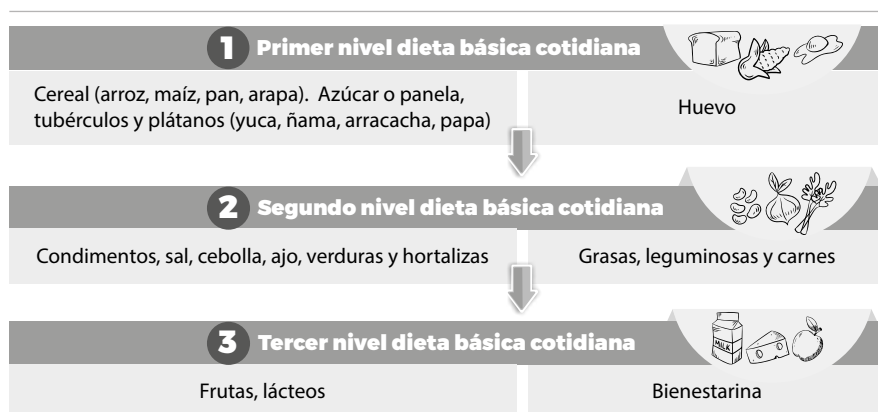 1 Primer nivel dieta básica cotidiana
Cereal (arroz, maíz, pan, arapa). Azúcar o panela,
tubérculos y plátanos (yuca, ñama, arracacha, papa)
Huevo
2 Segundo nivel dieta básica cotidiana
Condimentos, sal, cebolla, ajo, verduras y hortalizas
Grasas, leguminosas y carnes
3 Tercer nivel dieta básica cotidiana
MILK
Frutas, lácteos
Bienestarina